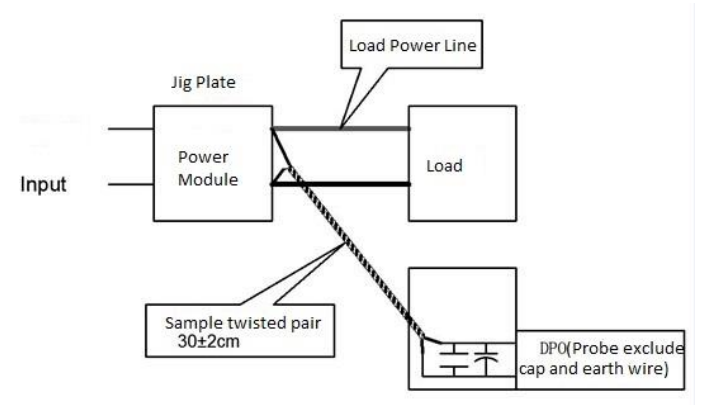 Load Power Line
Jig Plate
Power
Module
Load
Input
Sample twisted pair
30±2cm
DPO(Probe exclude
cap and earth wire)